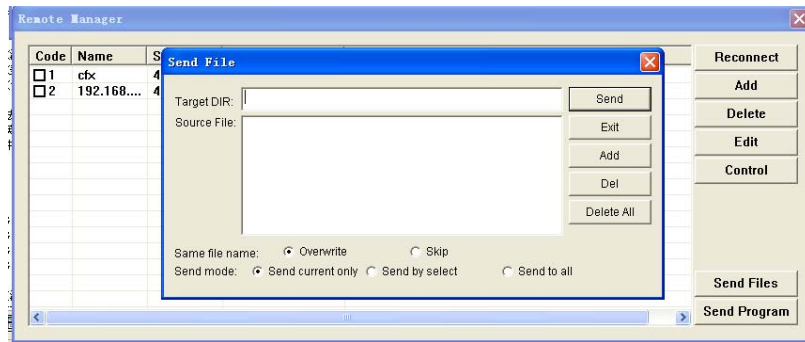 Remote Manager
Code Name S
1 cfx 4
2 192.168.... 4
Reconnect
Add
Delete
Edit
Control
Send Files
Send Program
Send File
Target DIR:
Source File:
Send
Exit
Add
Del
Delete All
Same file name: Overwrite Skip
Send mode: Send current only Send by select Send to all